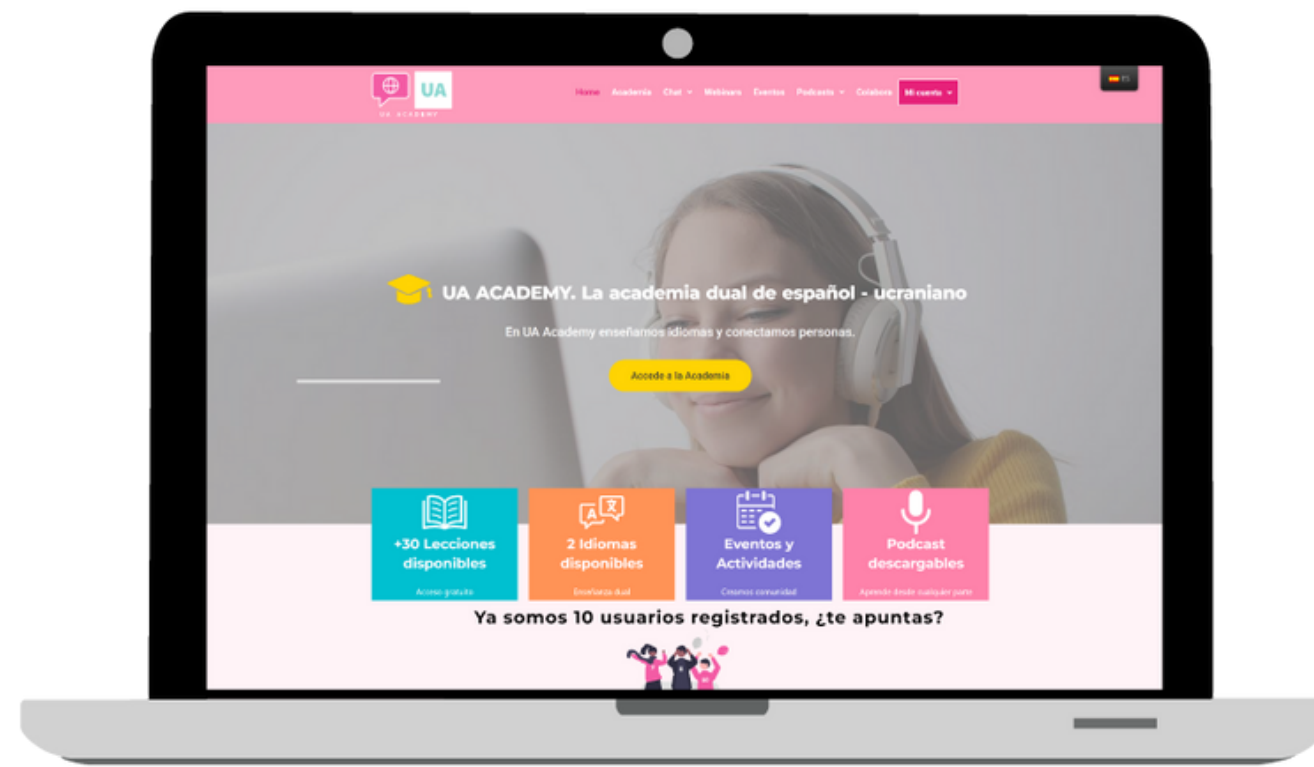 UA
UA ACADEMY
Home Academia Chat Webinars Eventos Podcasts Colabora Mi cuenta
ES
UA ACADEMY. La academia dual de español - ucraniano
En UA Academy enseñamos idiomas y conectamos personas.
Accede a la Academia
+30 Lecciones
disponibles
Acceso gratuito
2 Idiomas
disponibles
Enseñanza dual
Eventos y
Actividades
Creamos comunidad
Podcast
descargables
Aprende desde cualquier parte
Ya somos 10 usuarios registrados, ¿te apuntas?